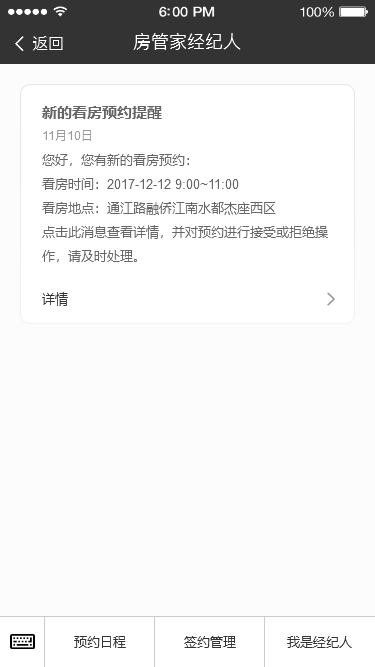 6:00 PM
100%
返回
房管家经纪人
新的看房预约提醒
11月10日
您好，您有新的看房预约：
看房时间：2017-12-12 9:00~11:00
看房地点：通江路融侨江南水都杰座西区
点击此消息查看详情，并对预约进行接受或拒绝操
作，请及时处理。
详情
预约日程
签约管理
我是经纪人